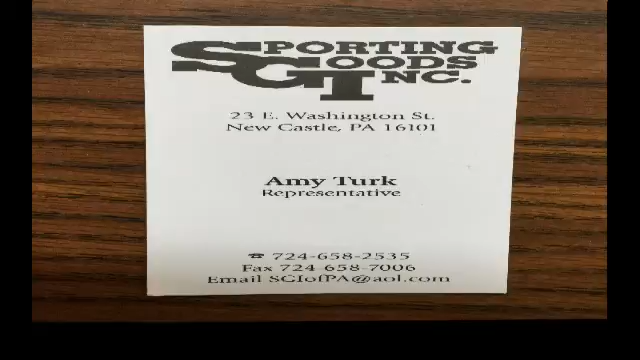 SPORTING
GOODS
INC.
23 E. Washington St.
New Castle, PA 16101
Amy Turk
Representative
☎ 724-658-2535
Fax 724-658-7006
Email SGIofPA@aol.com